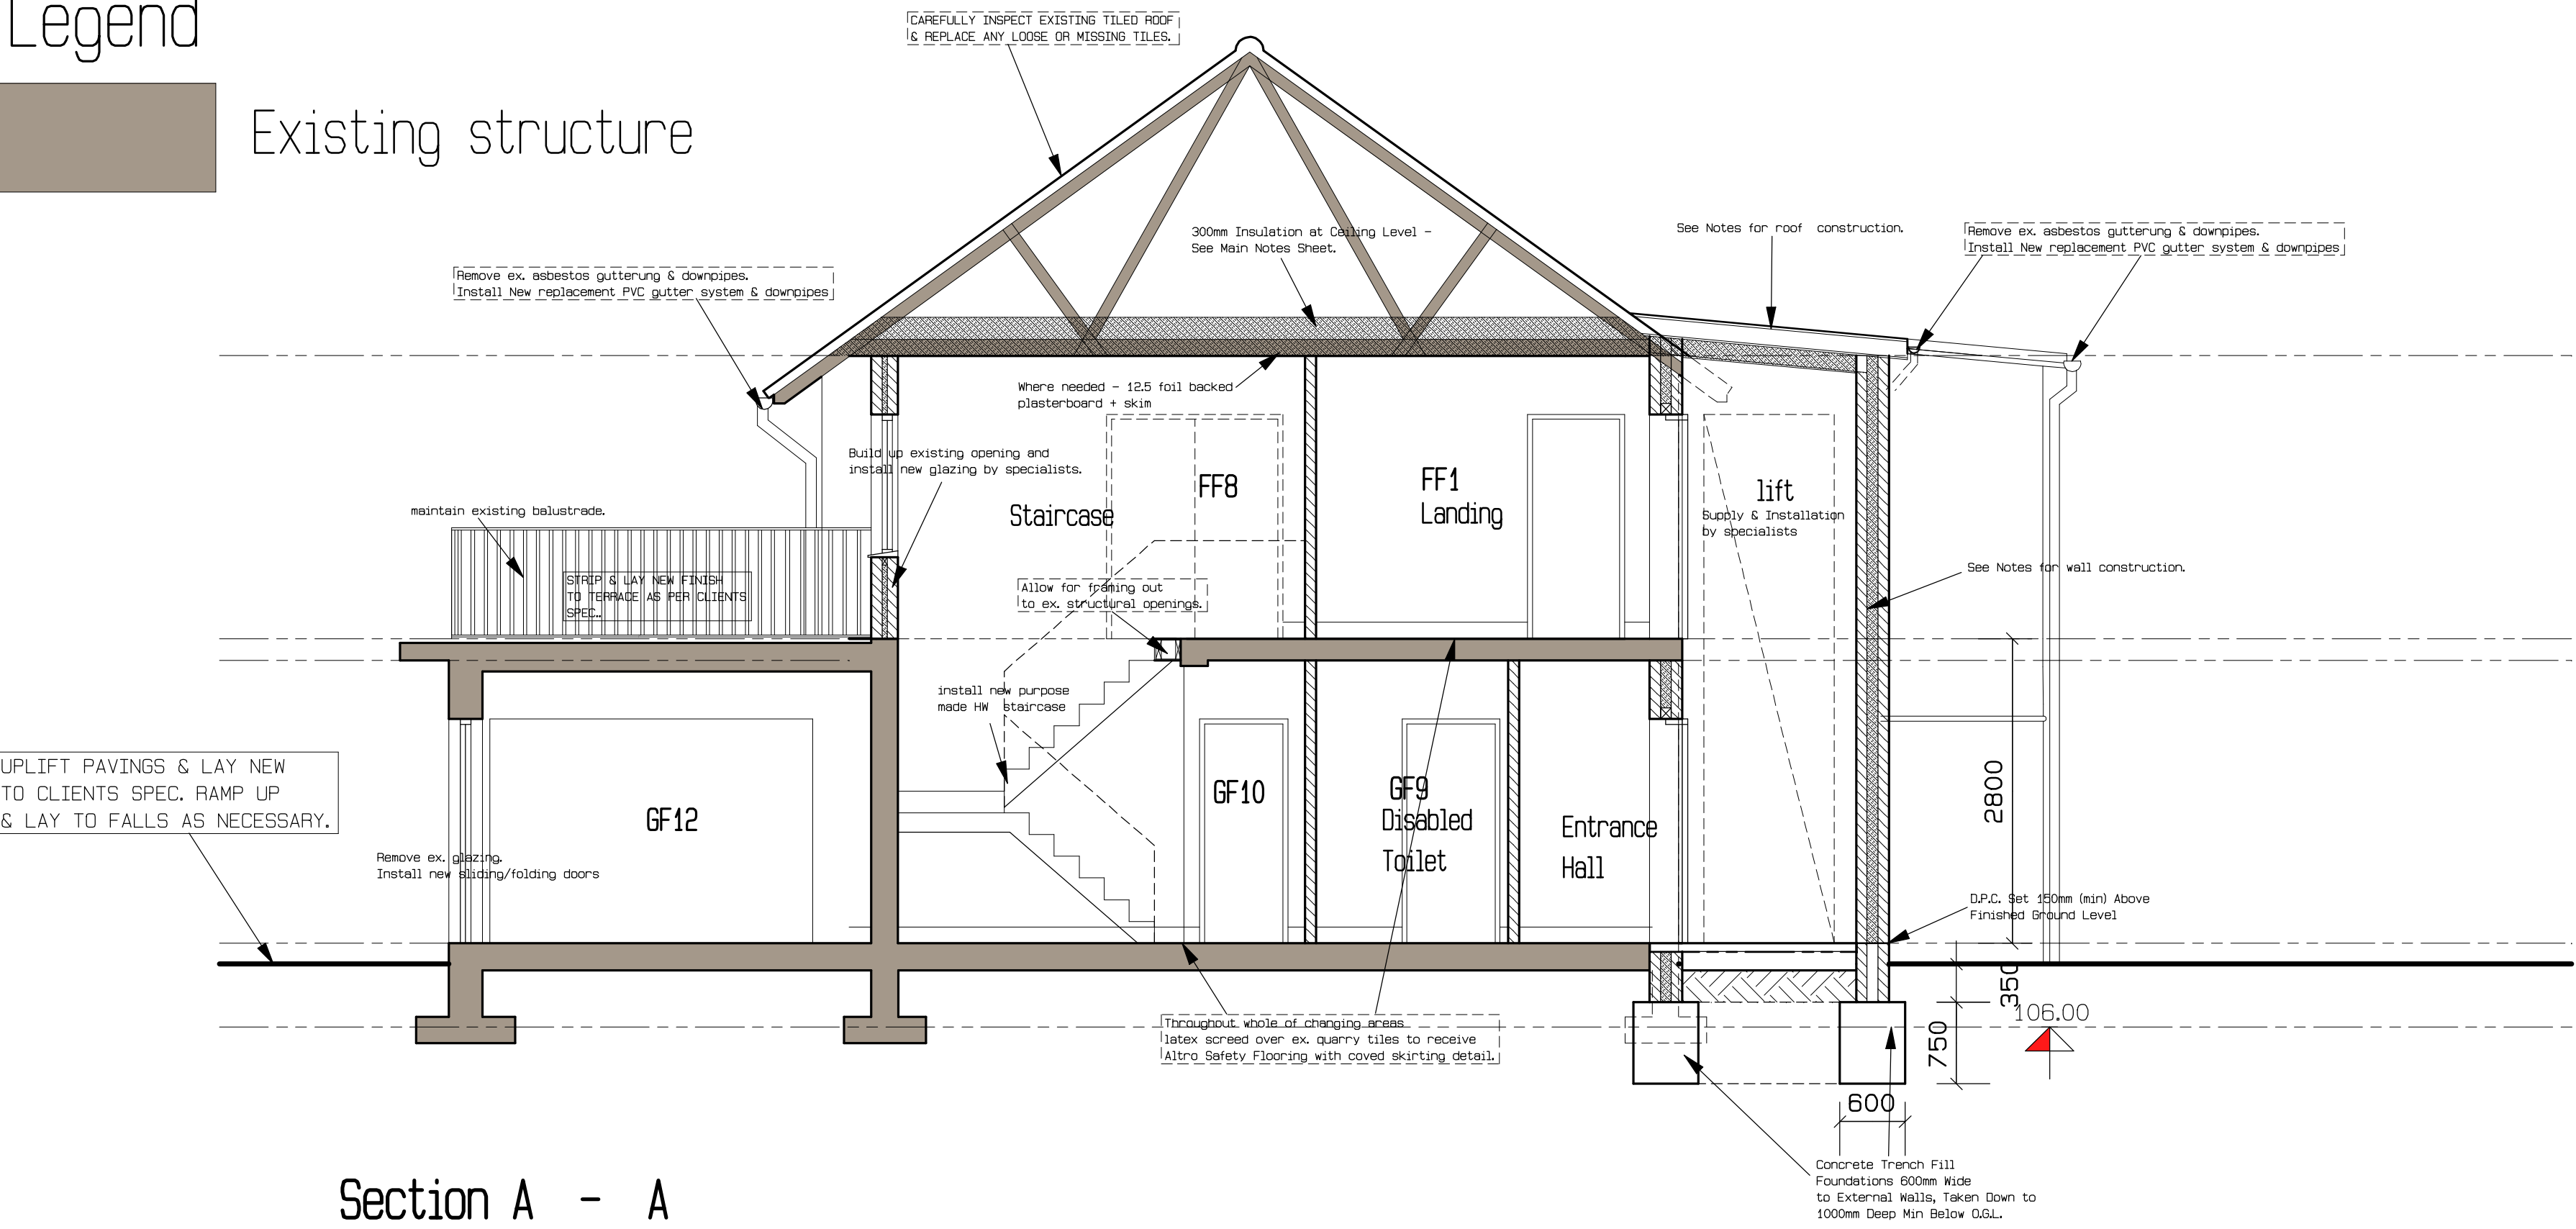 Legend
Existing structure
CAREFULLY INSPECT EXISTING TILED ROOF
& REPLACE ANY LOOSE OR MISSING TILES.
300mm Insulation at Ceiling Level -
See Main Notes Sheet.
See Notes for roof construction.
Remove ex. asbestos guttering & downpipes.
Install New replacement PVC gutter system & downpipes
Remove ex. asbestos gutterung & downpipes.
Install New replacement PVC gutter system & downpipes
Where needed - 12.5 foil backed
plasterboard + skim
Build up existing opening and
install new glazing by specialists.
maintain existing balustrade.
STRIP & LAY NEW FINISH
TO TERRACE AS PER CLIENTS
SPEC..
Staircase
FF8
FF1
Landing
lift
Supply & Installation
by specialists
Allow for framing out
to ex. structural openings.
See Notes for wall construction.
install new purpose
made HW staircase
UPLIFT PAVINGS & LAY NEW
TO CLIENTS SPEC. RAMP UP
& LAY TO FALLS AS NECESSARY.
GF12
Remove ex. glazing.
Install new sliding/folding doors
GF10
GF9
Disabled
Toilet
Entrance
Hall
2800
D.P.C. Set 150mm (min) Above
Finished Ground Level
350
106.00
750
600
Throughout whole of changing areas
latex screed over ex. quarry tiles to receive
Altro Safety Flooring with coved skirting detail.
Concrete Trench Fill
Foundations 600mm Wide
to External Walls, Taken Down to
1000mm Deep Min Below O.G.L.
Section A - A